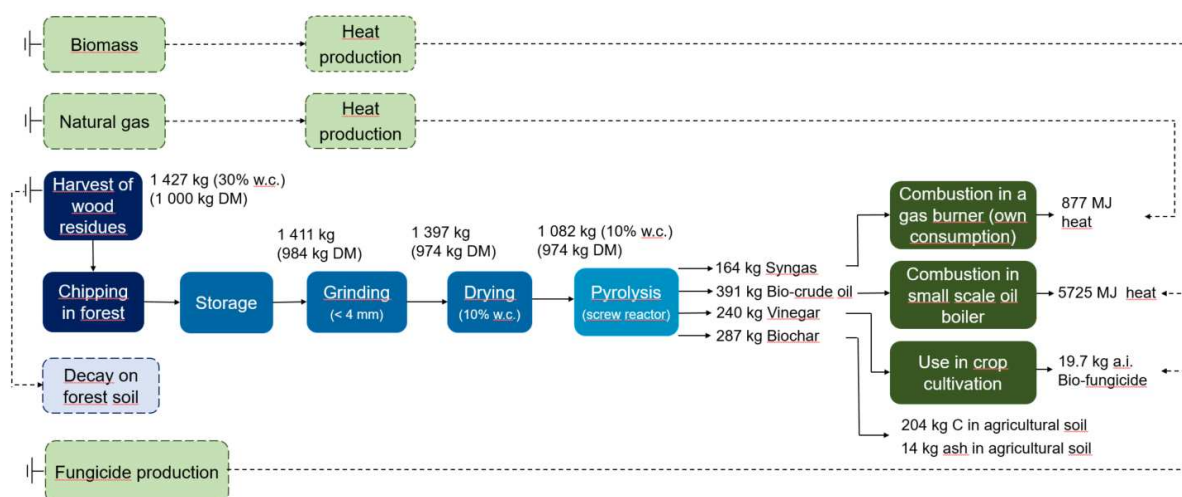 Biomass
Heat
production
Natural gas
Heat
production
Harvest of
wood
residues
1 427 kg (30% w.c.)
(1 000 kg DM)
Chipping
in forest
Storage
1 411 kg
(984 kg DM)
Grinding
(< 4 mm)
1 397 kg
(974 kg DM)
Drying
(10% w.c.)
1 082 kg (10% w.c.)
(974 kg DM)
Pyrolysis
(screw reactor)
164 kg Syngas
391 kg Bio-crude oil
240 kg Vinegar
287 kg Biochar
Combustion in a
gas burner (own
consumption)
877 MJ
heat
Combustion in
small scale oil
boiler
5725 MJ heat
Use in crop
cultivation
19.7 kg a.i.
Bio-fungicide
204 kg C in agricultural soil
14 kg ash in agricultural soil
Decay on
forest soil
Fungicide production